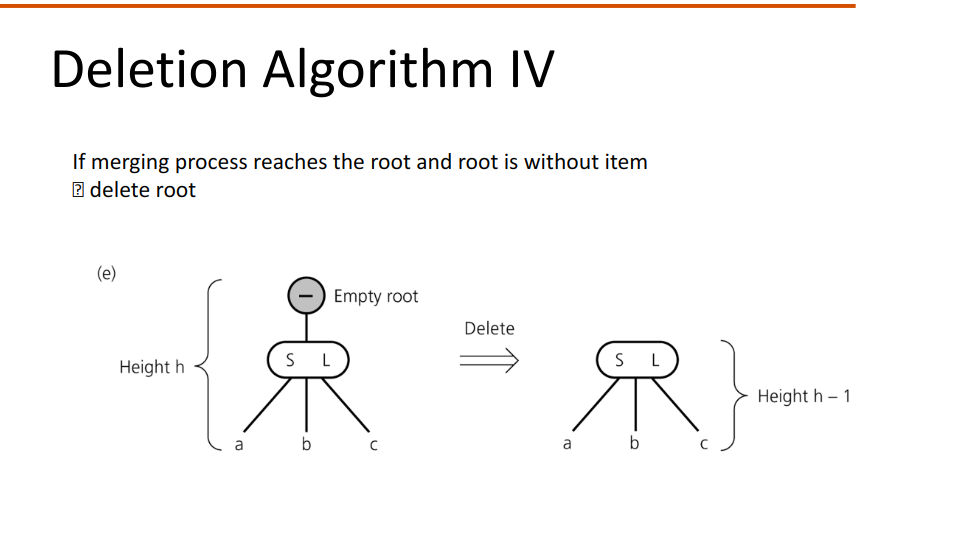 Deletion Algorithm IV
If merging process reaches the root and root is without item
⍰ delete root
(e)
– Empty root
Delete
Height h
S L
S L
Height h – 1
a b c
a b c